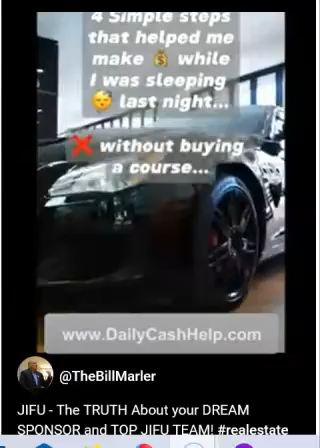 4 Simple steps
that helped me
make 💰 while
I was sleeping
😴 last night...
❌ without buying
a course...
www.DailyCashHelp.com
@TheBillMarler
JIFU - The TRUTH About your DREAM
SPONSOR and TOP JIFU TEAM! #realestate